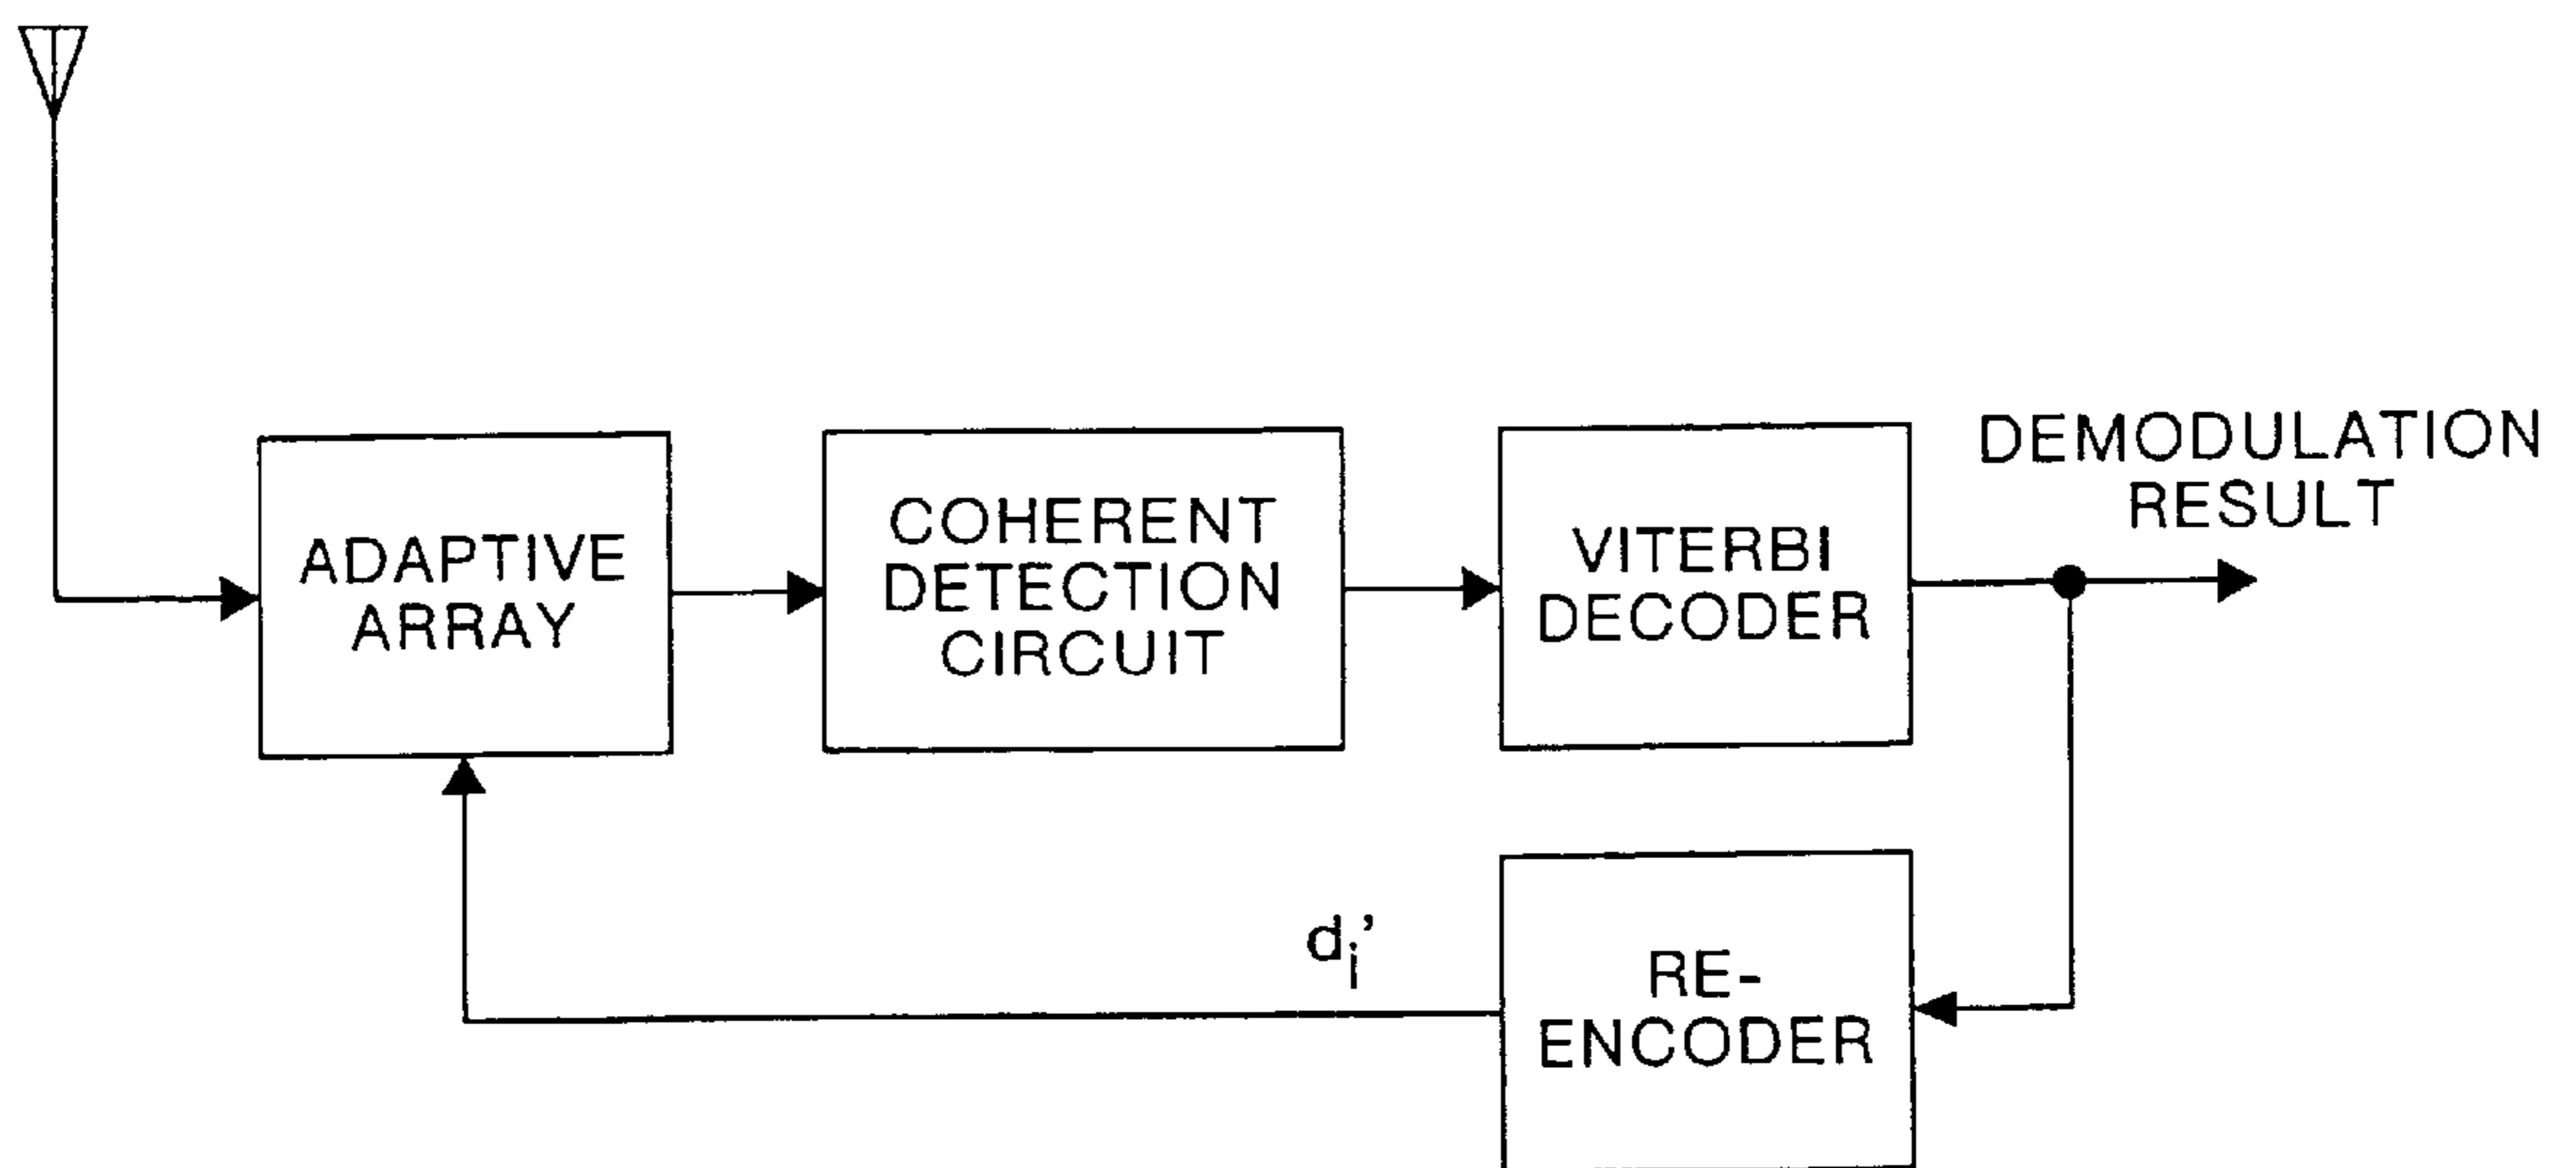 DEMODULATION
RESULT
ADAPTIVE
ARRAY
COHERENT
DETECTION
CIRCUIT
VITERBI
DECODER
di’
RE-
ENCODER